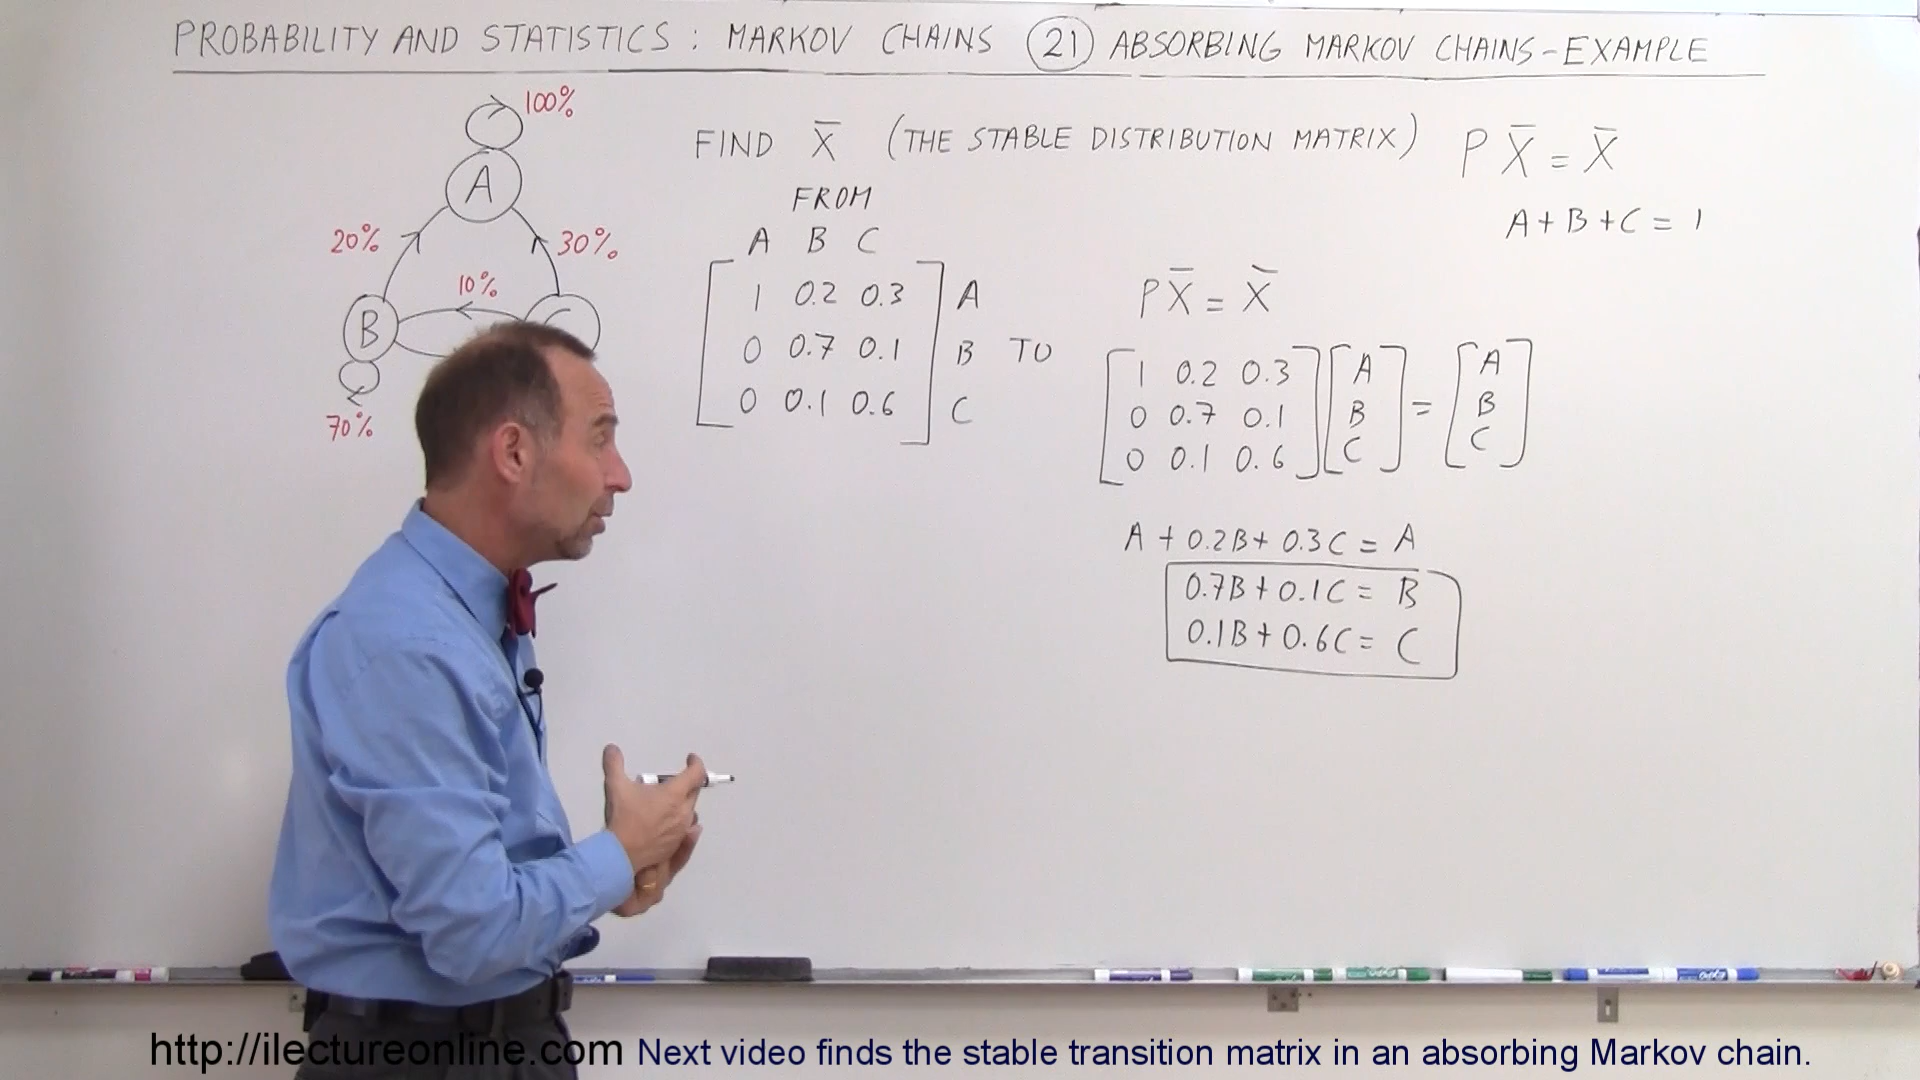 PROBABILITY AND STATISTICS : MARKOV CHAINS 21 ABSORBING MARKOV CHAINS - EXAMPLE
100%
A
20%
30%
10%
B
C
70%
FIND X̄ (THE STABLE DISTRIBUTION MATRIX) P X̄ = X̄
A + B + C = 1
FROM
A B C
1 0.2 0.3 A
0 0.7 0.1 B TO
0 0.1 0.6 C
P X̄ = X̄
1 0.2 0.3 A A
0 0.7 0.1 B = B
0 0.1 0.6 C C
A + 0.2B + 0.3C = A
0.7B + 0.1C = B
0.1B + 0.6C = C
http://ilectureonline.com Next video finds the stable transition matrix in an absorbing Markov chain.